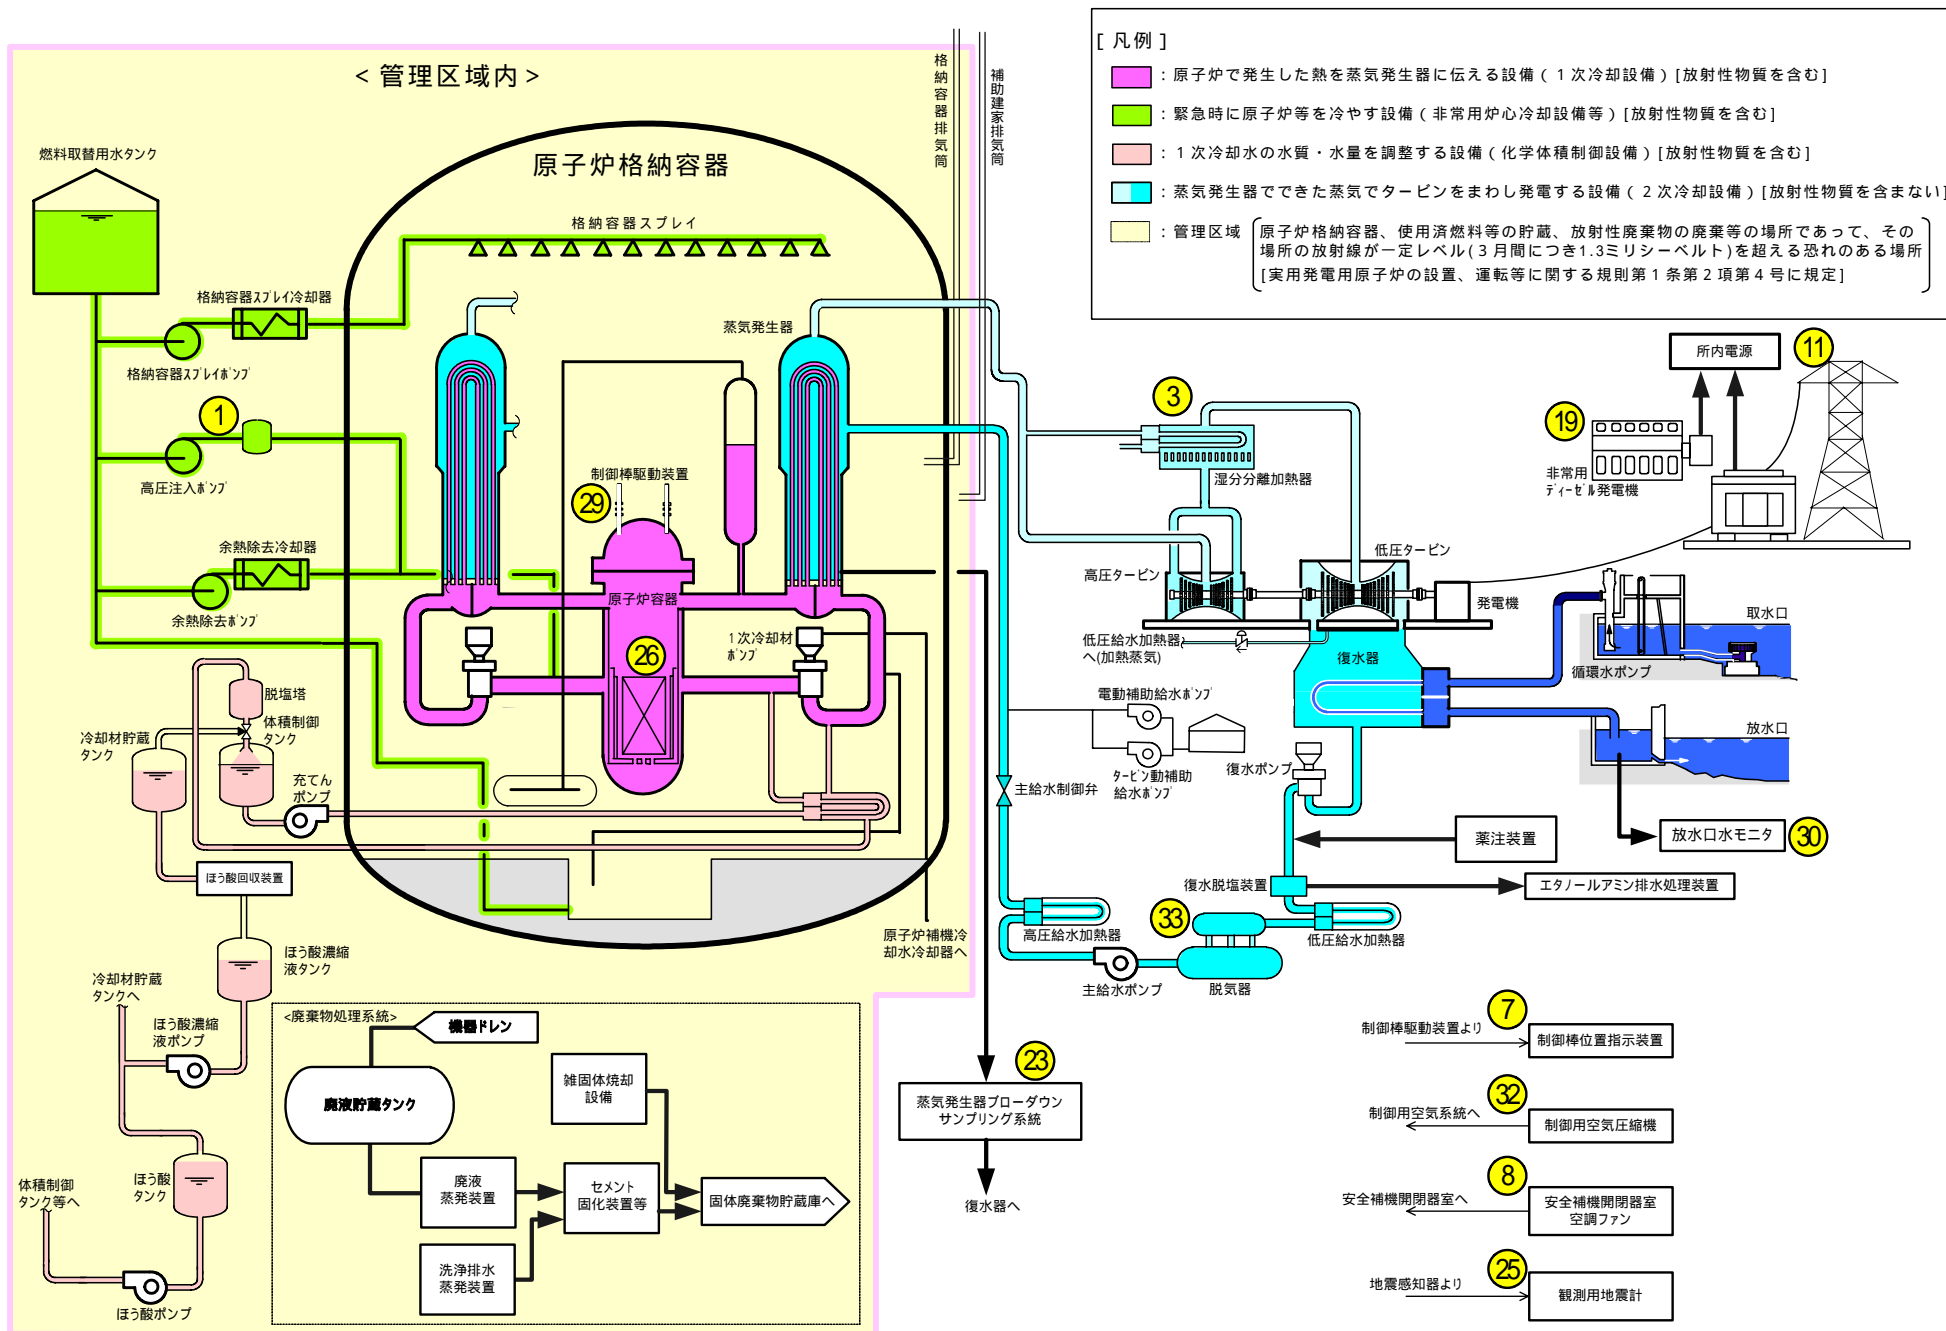 ＜管理区域内＞
格納容器排気筒
補助建家排気筒
[凡例]
：原子炉で発生した熱を蒸気発生器に伝える設備（１次冷却設備）[放射性物質を含む]
：緊急時に原子炉等を冷やす設備（非常用炉心冷却設備等）[放射性物質を含む]
：１次冷却水の水質・水量を調整する設備（化学体積制御設備）[放射性物質を含む]
：蒸気発生器でできた蒸気でタービンをまわし発電する設備（２次冷却設備）[放射性物質を含まない]
：管理区域
原子炉格納容器、使用済燃料等の貯蔵、放射性廃棄物の廃棄等の場所であって、その
場所の放射線が一定レベル(３月間につき1.3ミリシーベルト)を超える恐れのある場所
[実用発電用原子炉の設置、運転等に関する規則第１条第２項第４号に規定]
燃料取替用水タンク
原子炉格納容器
格納容器スプレイ
格納容器スプレイ冷却器
格納容器スプレイポンプ
1
高圧注入ポンプ
余熱除去冷却器
余熱除去ポンプ
蒸気発生器
制御棒駆動装置
29
原子炉容器
26
１次冷却材
ポンプ
脱塩塔
体積制御
タンク
冷却材貯蔵
タンク
充てん
ポンプ
ほう酸回収装置
ほう酸濃縮
液タンク
冷却材貯蔵
タンクへ
ほう酸濃縮
液ポンプ
ほう酸
タンク
体積制御
タンク等へ
ほう酸ポンプ
原子炉補機冷
却水冷却器へ
<廃棄物処理系統>
機器ドレン
廃液貯蔵タンク
雑固体焼却
設備
廃液
蒸発装置
セメント
固化装置等
固体廃棄物貯蔵庫へ
洗浄排水
蒸発装置
3
湿分分離加熱器
高圧タービン
低圧タービン
発電機
低圧給水加熱器
へ(加熱蒸気)
復水器
電動補助給水ポンプ
タービン動補助
給水ポンプ
主給水制御弁
復水ポンプ
薬注装置
復水脱塩装置
エタノールアミン排水処理装置
33
高圧給水加熱器
低圧給水加熱器
主給水ポンプ
脱気器
所内電源
11
19
非常用
ディーゼル発電機
取水口
循環水ポンプ
放水口
放水口水モニタ
30
23
蒸気発生器ブローダウン
サンプリング系統
復水器へ
7
制御棒駆動装置より
制御棒位置指示装置
32
制御用空気系統へ
制御用空気圧縮機
8
安全補機開閉器室へ
安全補機開閉器室
空調ファン
25
地震感知器より
観測用地震計